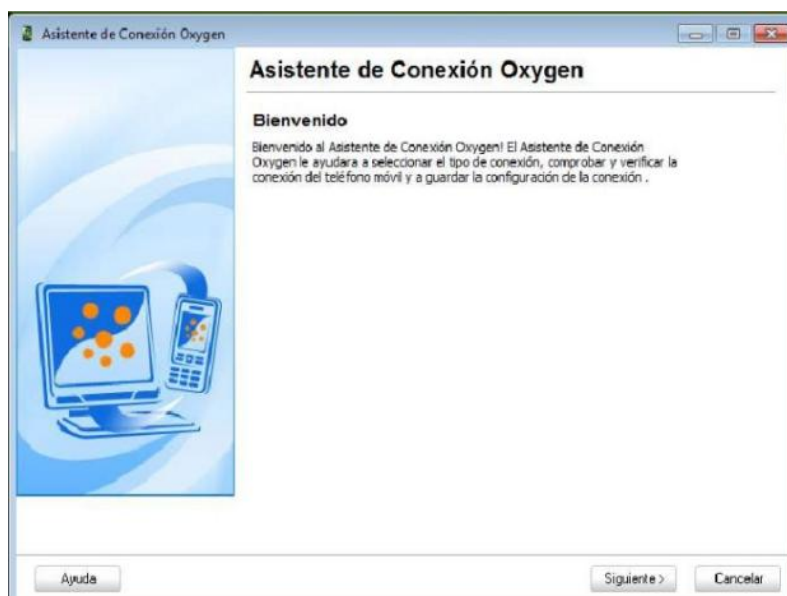 Asistente de Conexión Oxygen
Asistente de Conexión Oxygen
Bienvenido
Bienvenido al Asistente de Conexión Oxygen! El Asistente de Conexión
Oxygen le ayudara a seleccionar el tipo de conexión, comprobar y verificar la
conexión del teléfono móvil y a guardar la configuración de la conexión .
Ayuda
Siguiente >
Cancelar